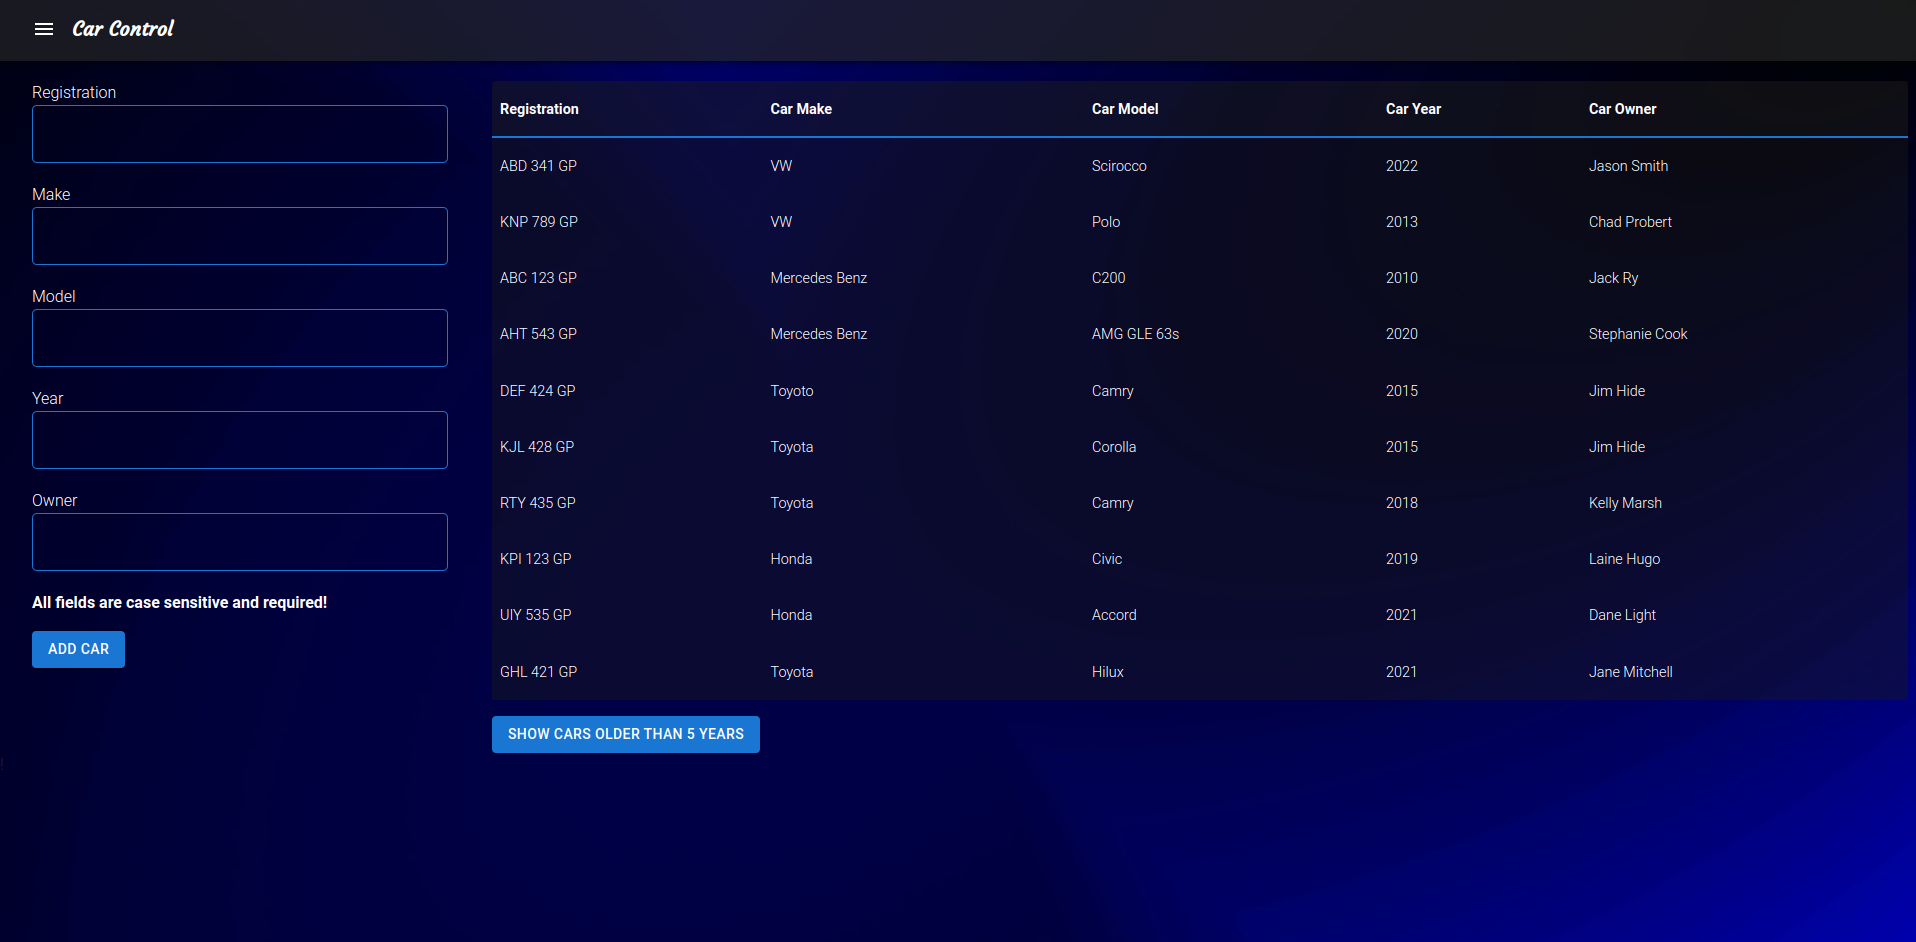 Car Control
Registration
Make
Model
Year
Owner
All fields are case sensitive and required!
ADD CAR
Registration Car Make Car Model Car Year Car Owner
ABD 341 GP VW Scirocco 2022 Jason Smith
KNP 789 GP VW Polo 2013 Chad Probert
ABC 123 GP Mercedes Benz C200 2010 Jack Ry
AHT 543 GP Mercedes Benz AMG GLE 63s 2020 Stephanie Cook
DEF 424 GP Toyoto Camry 2015 Jim Hide
KJL 428 GP Toyota Corolla 2015 Jim Hide
RTY 435 GP Toyota Camry 2018 Kelly Marsh
KPI 123 GP Honda Civic 2019 Laine Hugo
UIY 535 GP Honda Accord 2021 Dane Light
GHL 421 GP Toyota Hilux 2021 Jane Mitchell
SHOW CARS OLDER THAN 5 YEARS